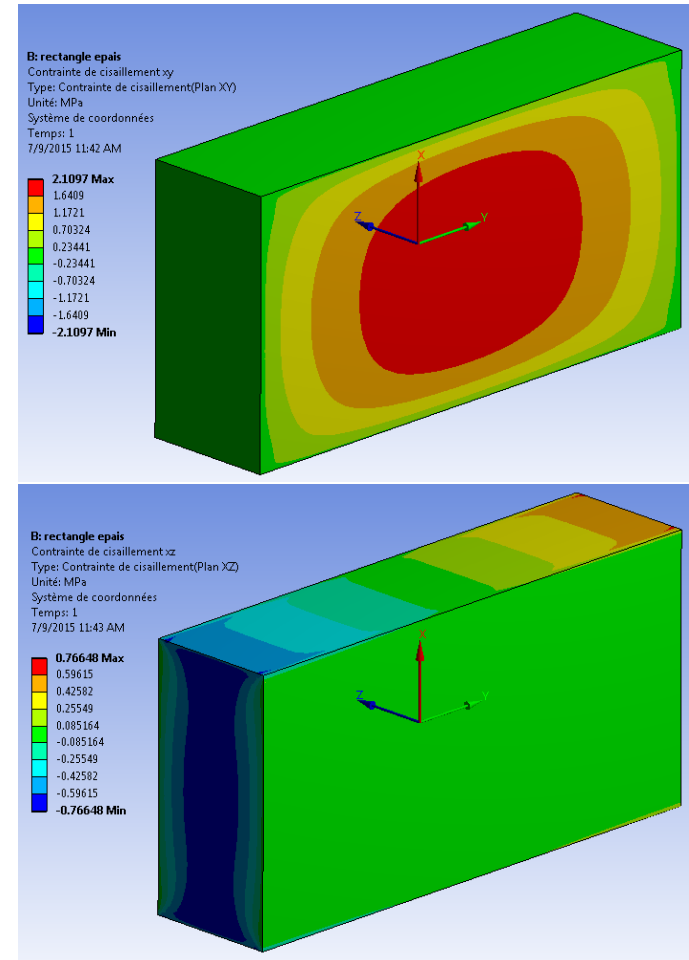 B: rectangle epais
Contrainte de cisaillement xy
Type: Contrainte de cisaillement(Plan XY)
Unité: MPa
Système de coordonnées
Temps: 1
7/9/2015 11:42 AM
2.1097 Max
1.6409
1.1721
0.70324
0.23441
-0.23441
-0.70324
-1.1721
-1.6409
-2.1097 Min
X
Z
Y
B: rectangle epais
Contrainte de cisaillement xz
Type: Contrainte de cisaillement(Plan XZ)
Unité: MPa
Système de coordonnées
Temps: 1
7/9/2015 11:43 AM
0.76648 Max
0.59615
0.42582
0.25549
0.085164
-0.085164
-0.25549
-0.42582
-0.59615
-0.76648 Min
X
Z
Y